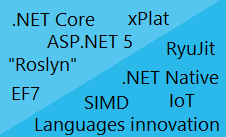 .NET Core xPlat
ASP.NET 5
RyuJit
"Roslyn"
.NET Native
EF7
SIMD IoT
Languages innovation